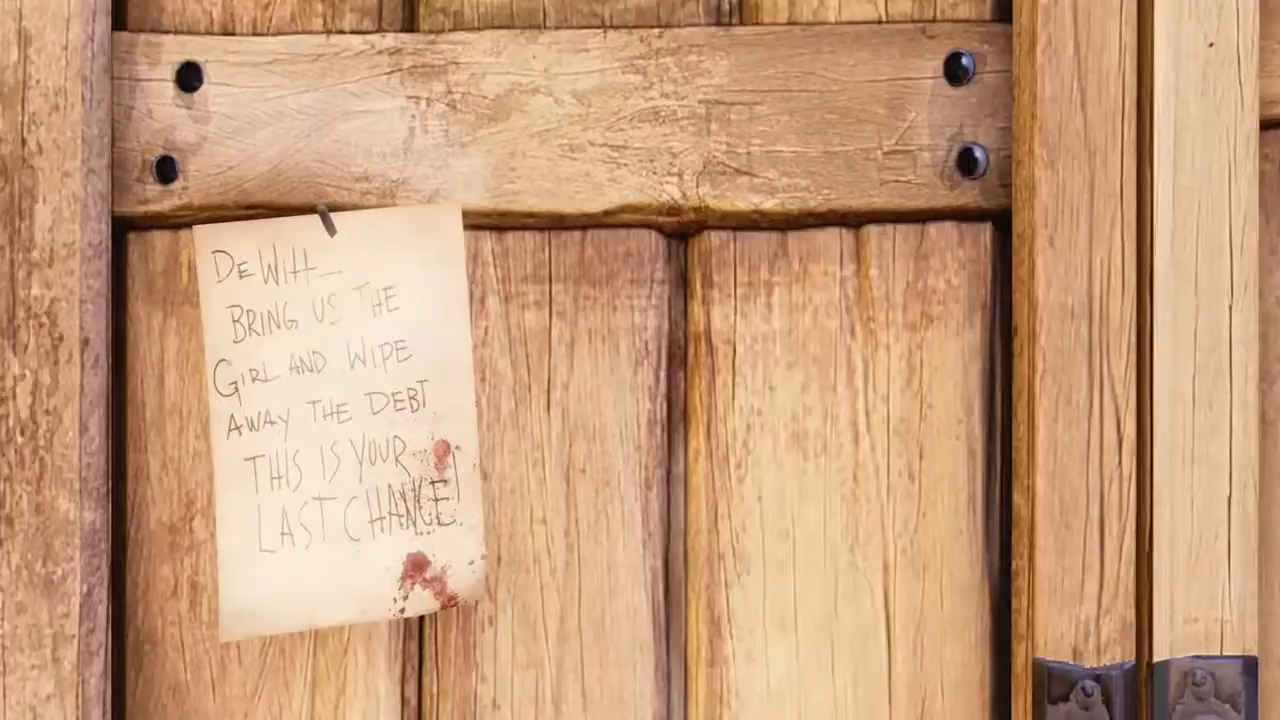 DEWITT—
BRING US THE
GIRL AND WIPE
AWAY THE DEBT.
THIS IS YOUR
LAST CHANCE!